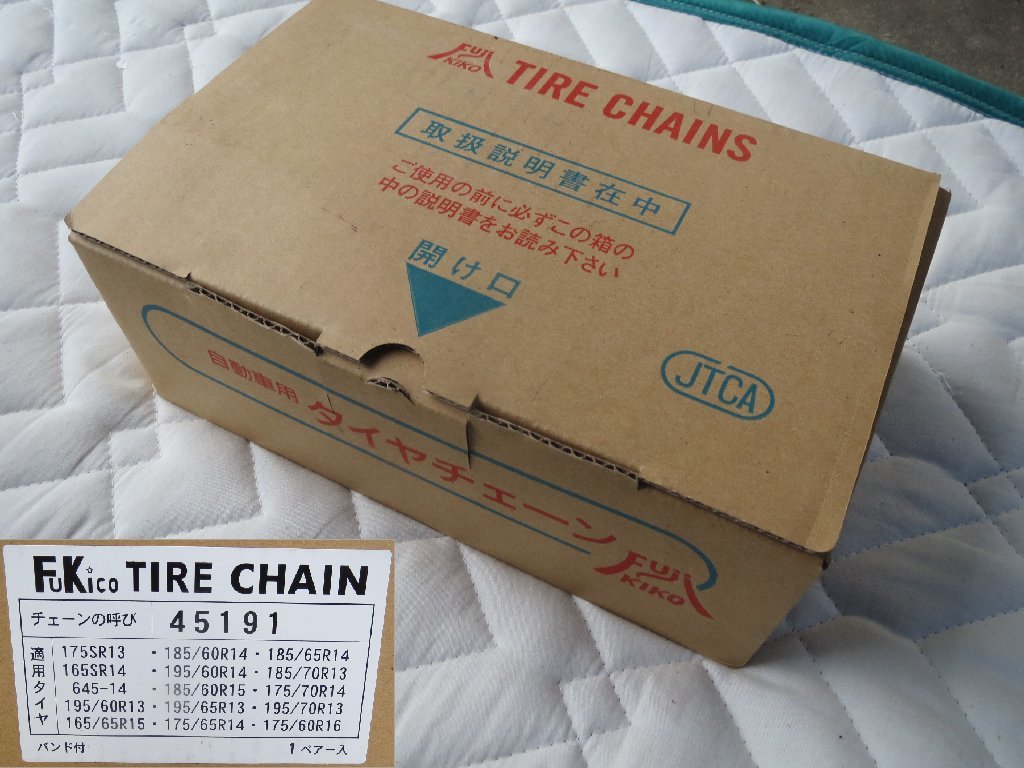 FUJI
KIKO
TIRE CHAINS
取扱説明書在中
ご使用の前に必ずこの箱の
中の説明書をお読み下さい
開け口
JTCA
自動車用 タイヤチェーン
FUJI
KIKO
FuKico TIRE CHAIN
チェーンの呼び 45191
適用タイヤ
175SR13 ・185/60R14・185/65R14
165SR14 ・195/60R14・185/70R13
645-14 ・185/60R15・175/70R14
195/60R13・195/65R13・195/70R13
165/65R15・175/65R14・175/60R16
バンド付 1ペアー入